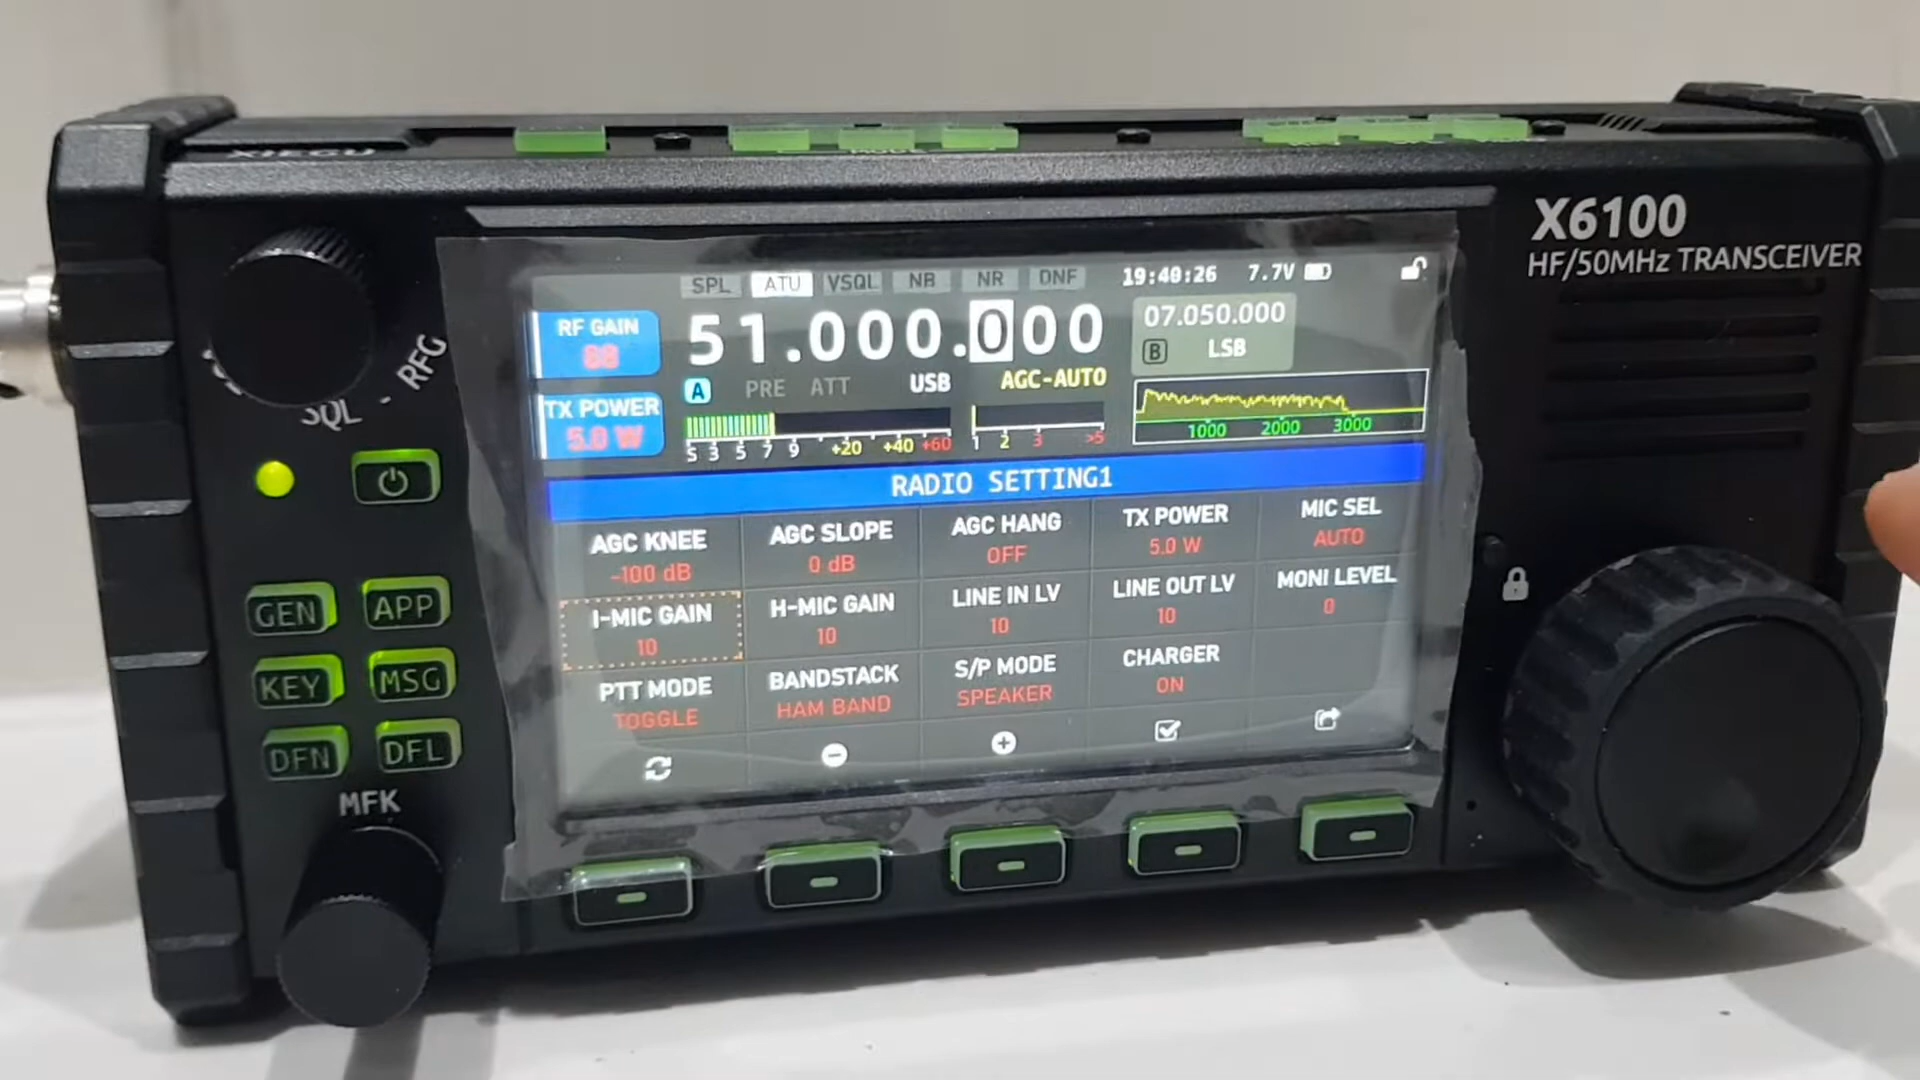 XIEGU
X6100
HF/50MHz TRANSCEIVER
SPL ATU VSQL NB NR DNF 19:40:26 7.7V
RF GAIN
88
51.000.000
07.050.000
B LSB
A PRE ATT USB AGC-AUTO
TX POWER
5.0 W
S 3 5 7 9 +20 +40 +60 1 2 3 >5
1000 2000 3000
RADIO SETTING1
AGC KNEE AGC SLOPE AGC HANG TX POWER MIC SEL
-100 dB 0 dB OFF 5.0 W AUTO
I-MIC GAIN H-MIC GAIN LINE IN LV LINE OUT LV MONI LEVEL
10 10 10 10 0
PTT MODE BANDSTACK S/P MODE CHARGER
TOGGLE HAM BAND SPEAKER ON
SQL - RFG
GEN APP
KEY MSG
DFN DFL
MFK